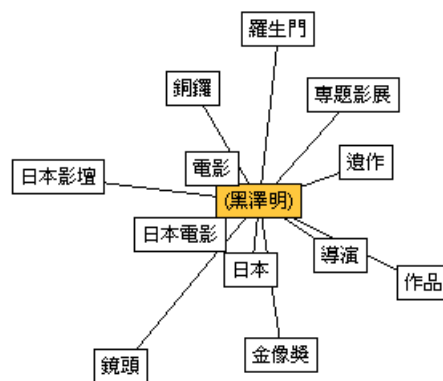 羅生門
銅鑼
專題影展
電影
遺作
日本影壇
(黑澤明)
日本電影
導演
日本
作品
金像獎
鏡頭